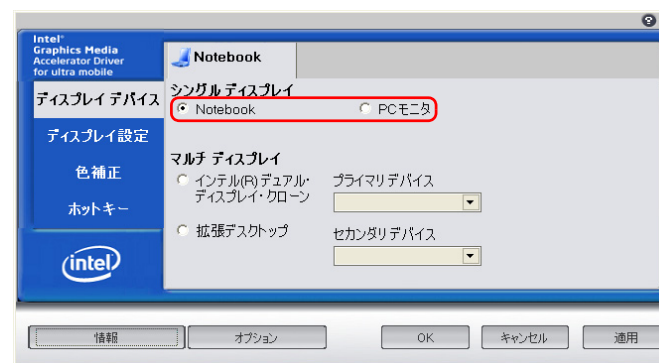 Intel®
Graphics Media
Accelerator Driver
for ultra mobile
Notebook
ディスプレイ デバイス
ディスプレイ設定
色補正
ホットキー
intel
シングル ディスプレイ
Notebook
PCモニタ
マルチ ディスプレイ
インテル(R) デュアル・
ディスプレイ・クローン
プライマリ デバイス
拡張デスクトップ
セカンダリ デバイス
情報
オプション
OK
キャンセル
適用